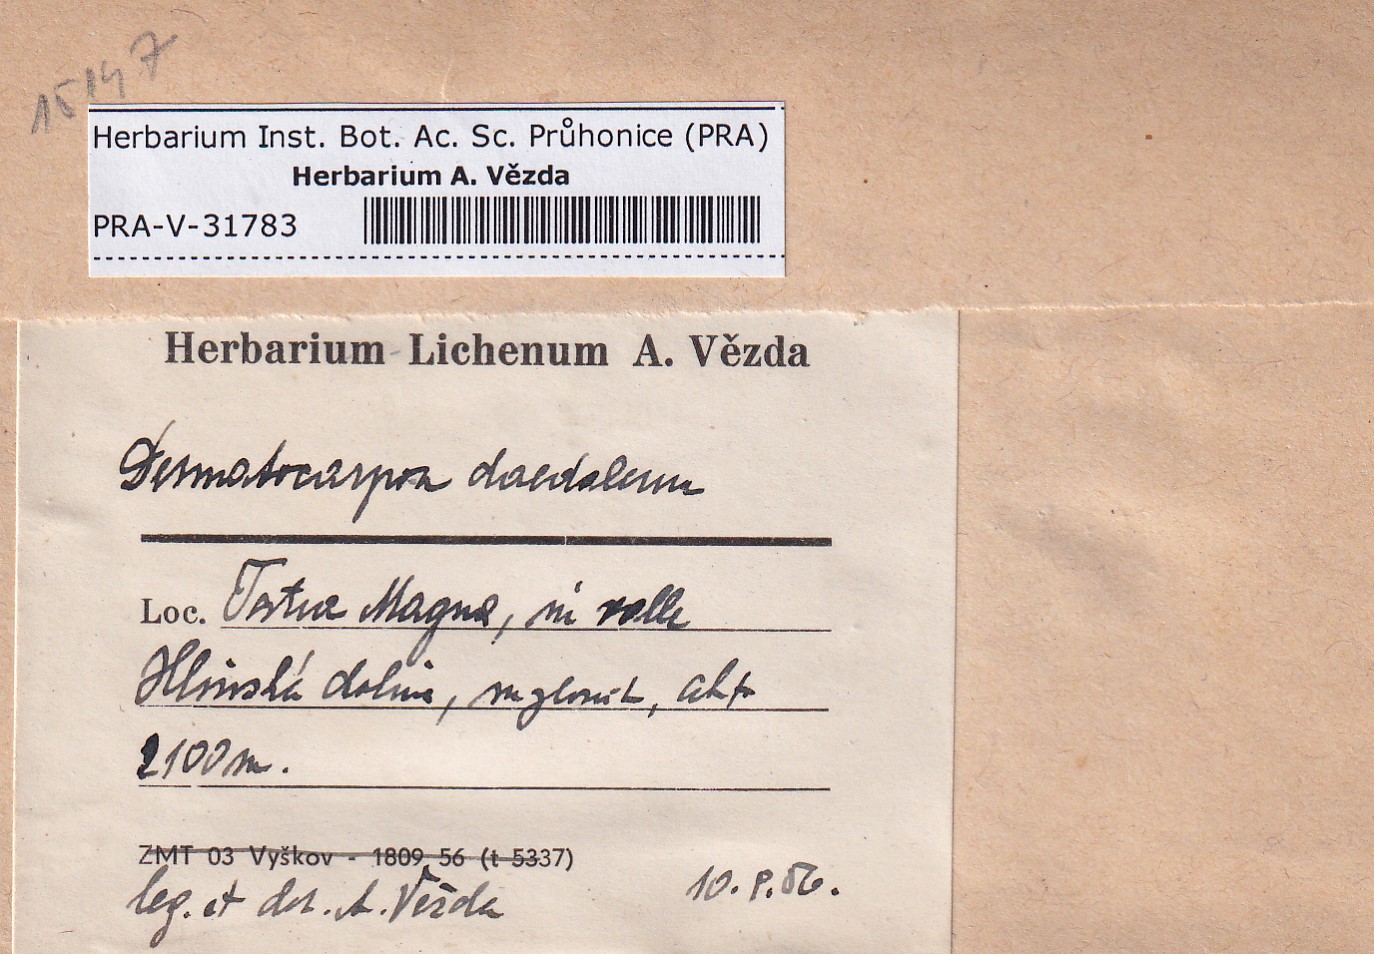 15147
Herbarium Inst. Bot. Ac. Sc. Průhonice (PRA)
Herbarium A. Vězda
PRA-V-31783
Herbarium Lichenum A. Vězda
Dermatocarpon daedaleum
Loc. Tatra Magna, in valle
Hlinská dolina, alt
2100 m.
ZMT 03 Vyškov - 1809 56 (t 5337)
leg. et det. A. Vězda
10. 8. 56.